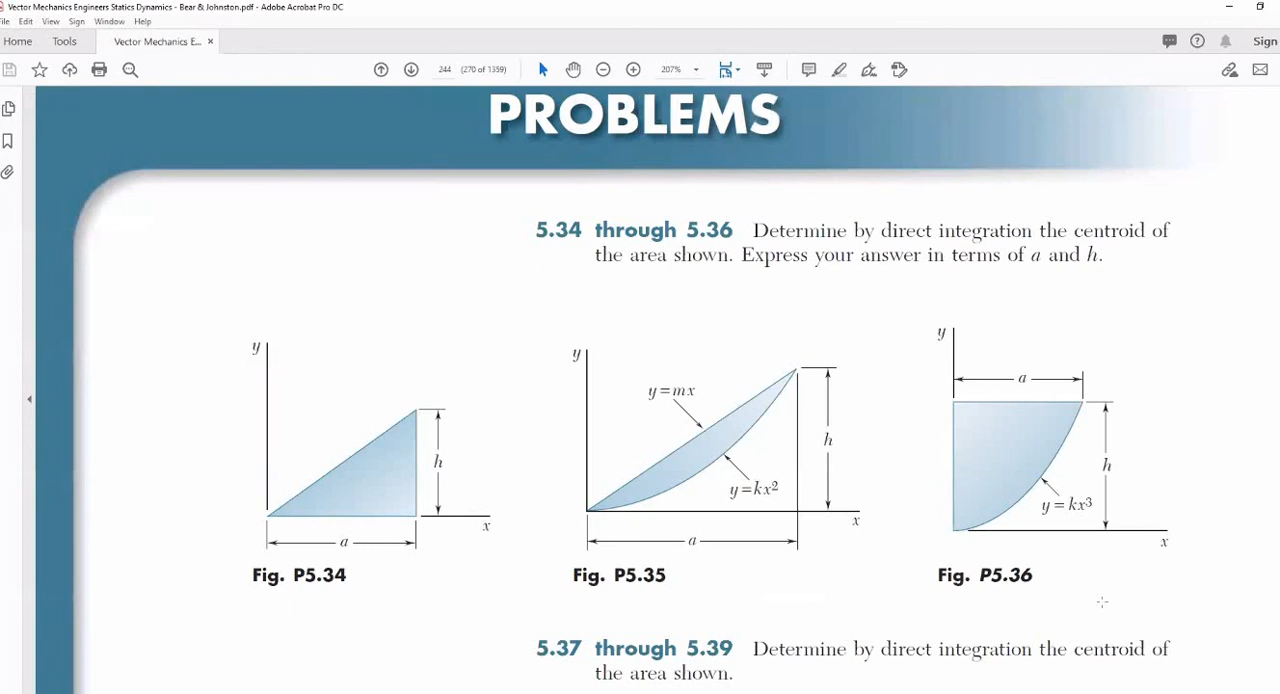 Vector Mechanics Engineers Statics Dynamics - Bear & Johnston.pdf - Adobe Acrobat Pro DC
File Edit View Sign Window Help
Home Tools Vector Mechanics E... × Sign
244 (270 of 1359) 207%
PROBLEMS
5.34 through 5.36 Determine by direct integration the centroid of
the area shown. Express your answer in terms of a and h.
y
h
x
a
Fig. P5.34
y
y=mx
h
y=kx²
x
a
Fig. P5.35
y
a
h
y=kx³
x
Fig. P5.36
5.37 through 5.39 Determine by direct integration the centroid of
the area shown.